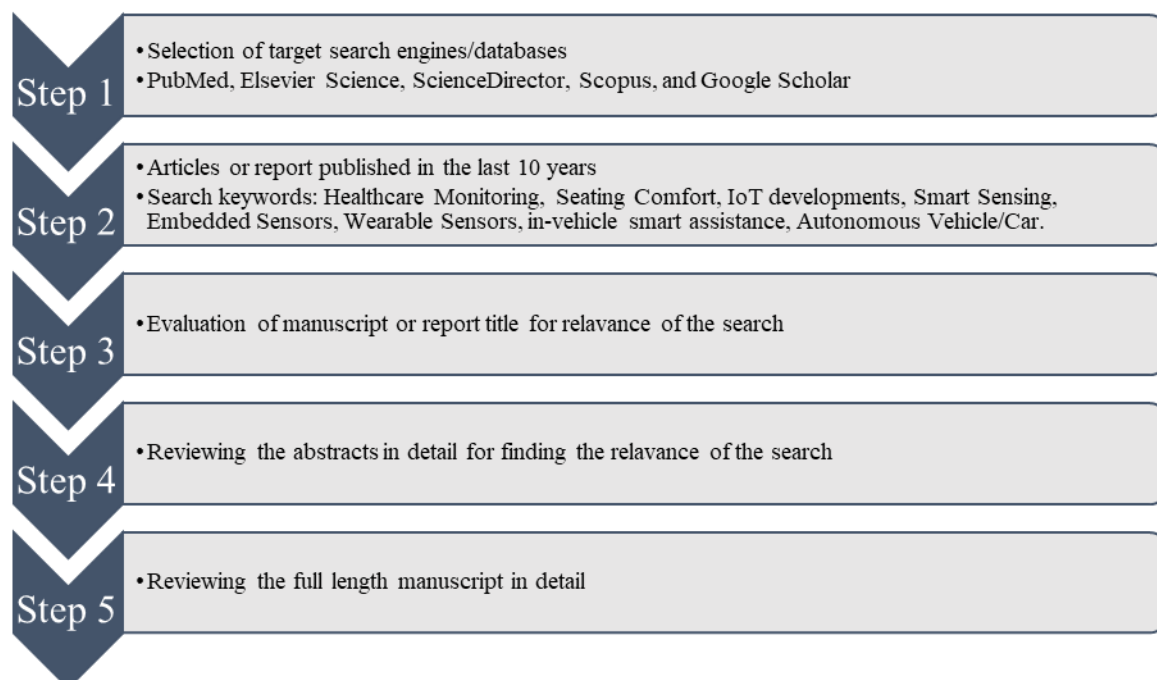 Step 1
•Selection of target search engines/databases
•PubMed, Elsevier Science, ScienceDirector, Scopus, and Google Scholar
Step 2
•Articles or report published in the last 10 years
•Search keywords: Healthcare Monitoring, Seating Comfort, IoT developments, Smart Sensing,
Embedded Sensors, Wearable Sensors, in-vehicle smart assistance, Autonomous Vehicle/Car.
Step 3
•Evaluation of manuscript or report title for relavance of the search
Step 4
•Reviewing the abstracts in detail for finding the relavance of the search
Step 5
•Reviewing the full length manuscript in detail